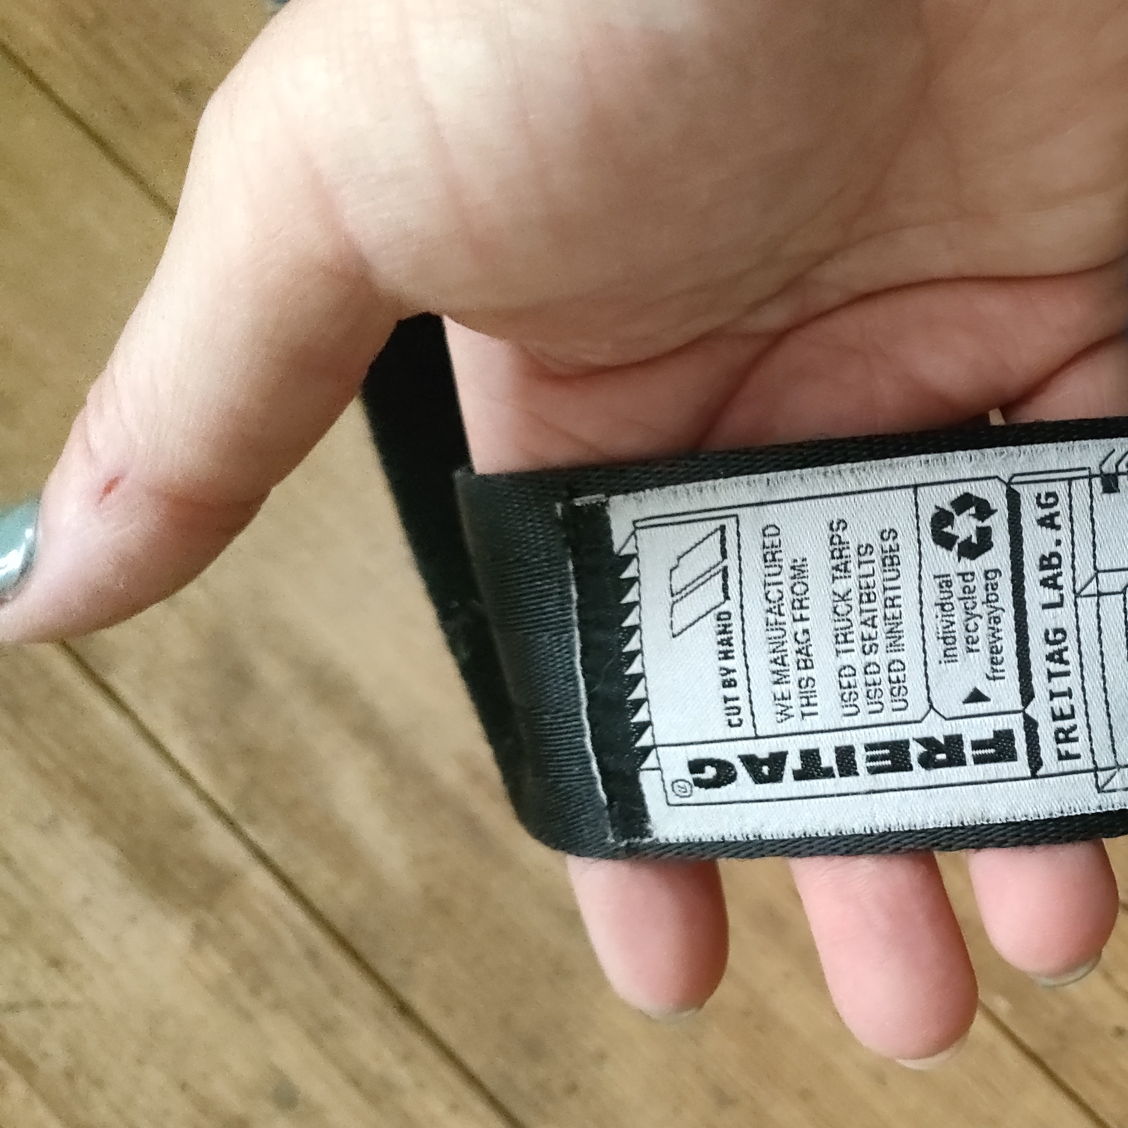 CUT BY HAND
WE MANUFACTURED
THIS BAG FROM:
USED TRUCK TARPS
USED SEATBELTS
USED INNERTUBES
individual
recycled
freewaybag
FREITAG LAB.AG
FREITAG®